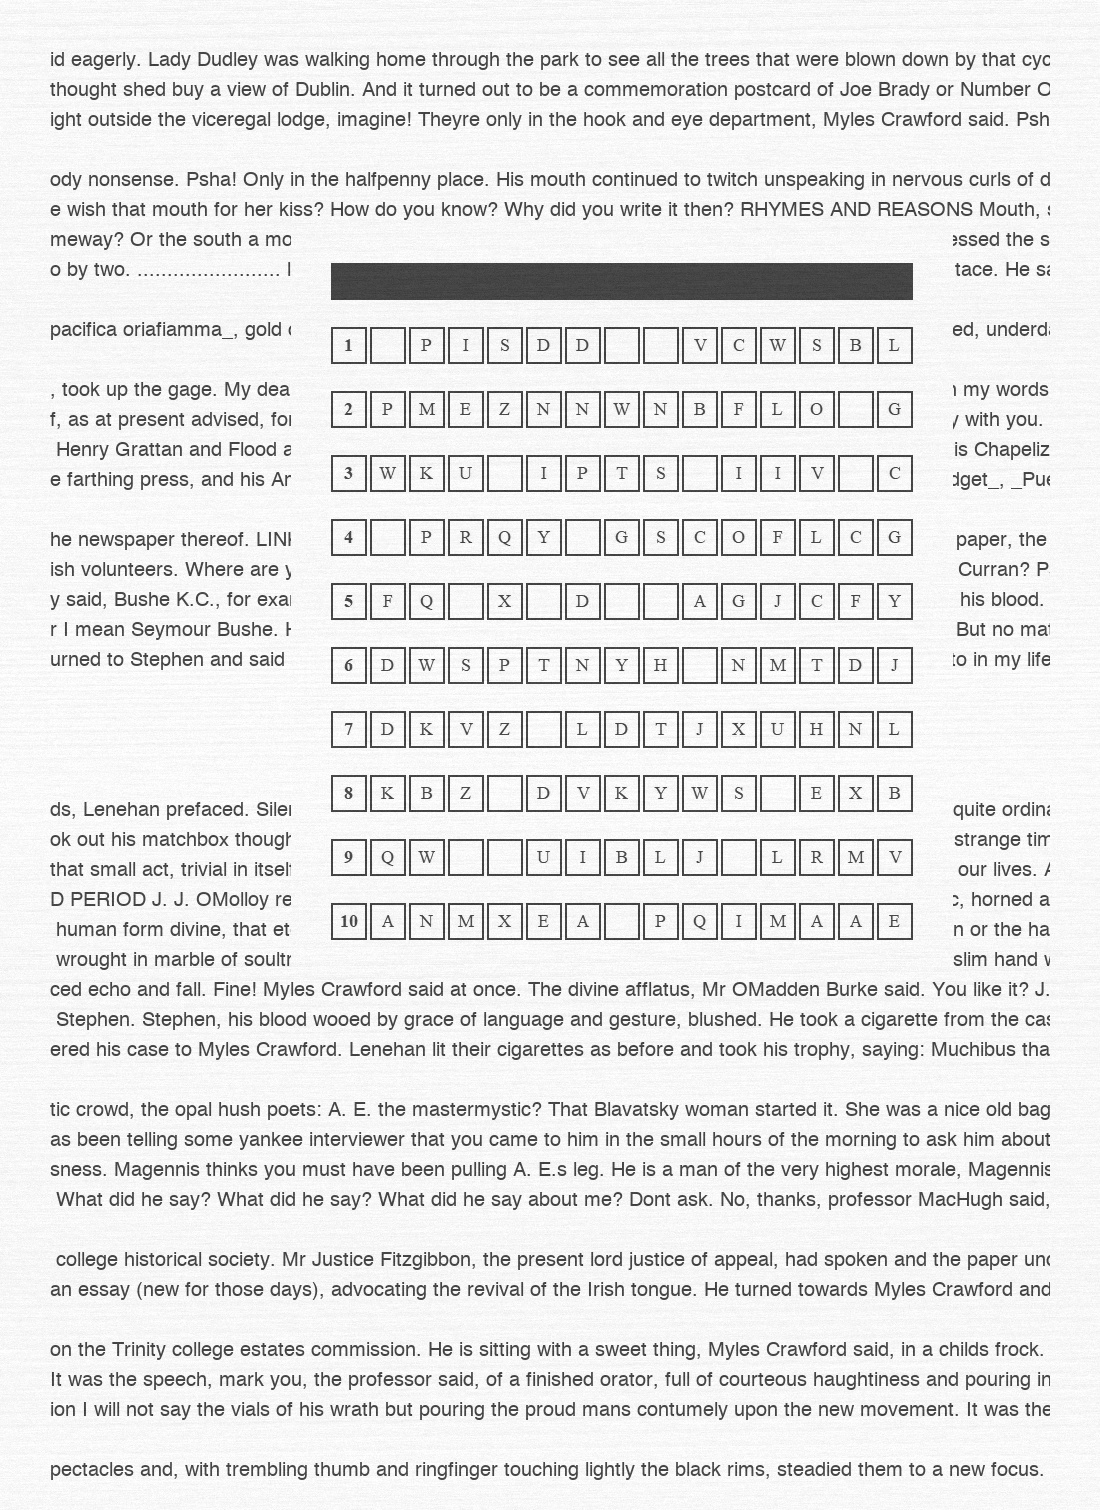 id eagerly. Lady Dudley was walking home through the park to see all the trees that were blown down by that cyc
thought shed buy a view of Dublin. And it turned out to be a commemoration postcard of Joe Brady or Number O
ight outside the viceregal lodge, imagine! Theyre only in the hook and eye department, Myles Crawford said. Psh
ody nonsense. Psha! Only in the halfpenny place. His mouth continued to twitch unspeaking in nervous curls of d
e wish that mouth for her kiss? How do you know? Why did you write it then? RHYMES AND REASONS Mouth, s
meway? Or the south a mo essed the s
o by two. ........................ l tace. He sa
pacifica oriafiamma_, gold o ed, underda
, took up the gage. My dea my words
f, as at present advised, for y with you.
Henry Grattan and Flood a is Chapeliz
e farthing press, and his Am dget_, _Pue
he newspaper thereof. LINK paper, the
ish volunteers. Where are y Curran? P
y said, Bushe K.C., for exam his blood.
r I mean Seymour Bushe. H But no mat
urned to Stephen and said to in my life
ds, Lenehan prefaced. Silen quite ordina
ok out his matchbox though strange tim
that small act, trivial in itself our lives. A
D PERIOD J. J. OMolloy re c, horned a
human form divine, that ete n or the ha
wrought in marble of soultr slim hand w
1 P I S D D V C W S B L
2 P M E Z N N W N B F L O G
3 W K U I P T S I I V C
4 P R Q Y G S C O F L C G
5 F Q X D A G J C F Y
6 D W S P T N Y H N M T D J
7 D K V Z L D T J X U H N L
8 K B Z D V K Y W S E X B
9 Q W U I B L J L R M V
10 A N M X E A P Q I M A A E
ced echo and fall. Fine! Myles Crawford said at once. The divine afflatus, Mr OMadden Burke said. You like it? J.
Stephen. Stephen, his blood wooed by grace of language and gesture, blushed. He took a cigarette from the cas
ered his case to Myles Crawford. Lenehan lit their cigarettes as before and took his trophy, saying: Muchibus tha
tic crowd, the opal hush poets: A. E. the mastermystic? That Blavatsky woman started it. She was a nice old bag
as been telling some yankee interviewer that you came to him in the small hours of the morning to ask him about
sness. Magennis thinks you must have been pulling A. E.s leg. He is a man of the very highest morale, Magennis
What did he say? What did he say? What did he say about me? Dont ask. No, thanks, professor MacHugh said,
college historical society. Mr Justice Fitzgibbon, the present lord justice of appeal, had spoken and the paper und
an essay (new for those days), advocating the revival of the Irish tongue. He turned towards Myles Crawford and
on the Trinity college estates commission. He is sitting with a sweet thing, Myles Crawford said, in a childs frock.
It was the speech, mark you, the professor said, of a finished orator, full of courteous haughtiness and pouring in
ion I will not say the vials of his wrath but pouring the proud mans contumely upon the new movement. It was the
pectacles and, with trembling thumb and ringfinger touching lightly the black rims, steadied them to a new focus.